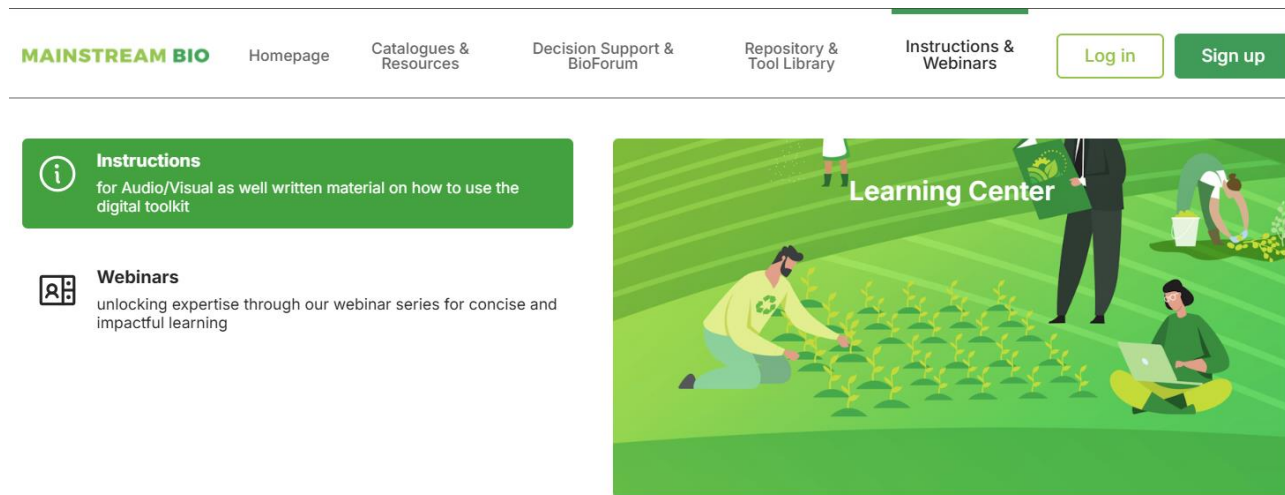 MAINSTREAM BIO
Homepage
Catalogues &
Resources
Decision Support &
BioForum
Repository &
Tool Library
Instructions &
Webinars
Log in
Sign up
Instructions
for Audio/Visual as well written material on how to use the
digital toolkit
Webinars
unlocking expertise through our webinar series for concise and
impactful learning
Learning Center